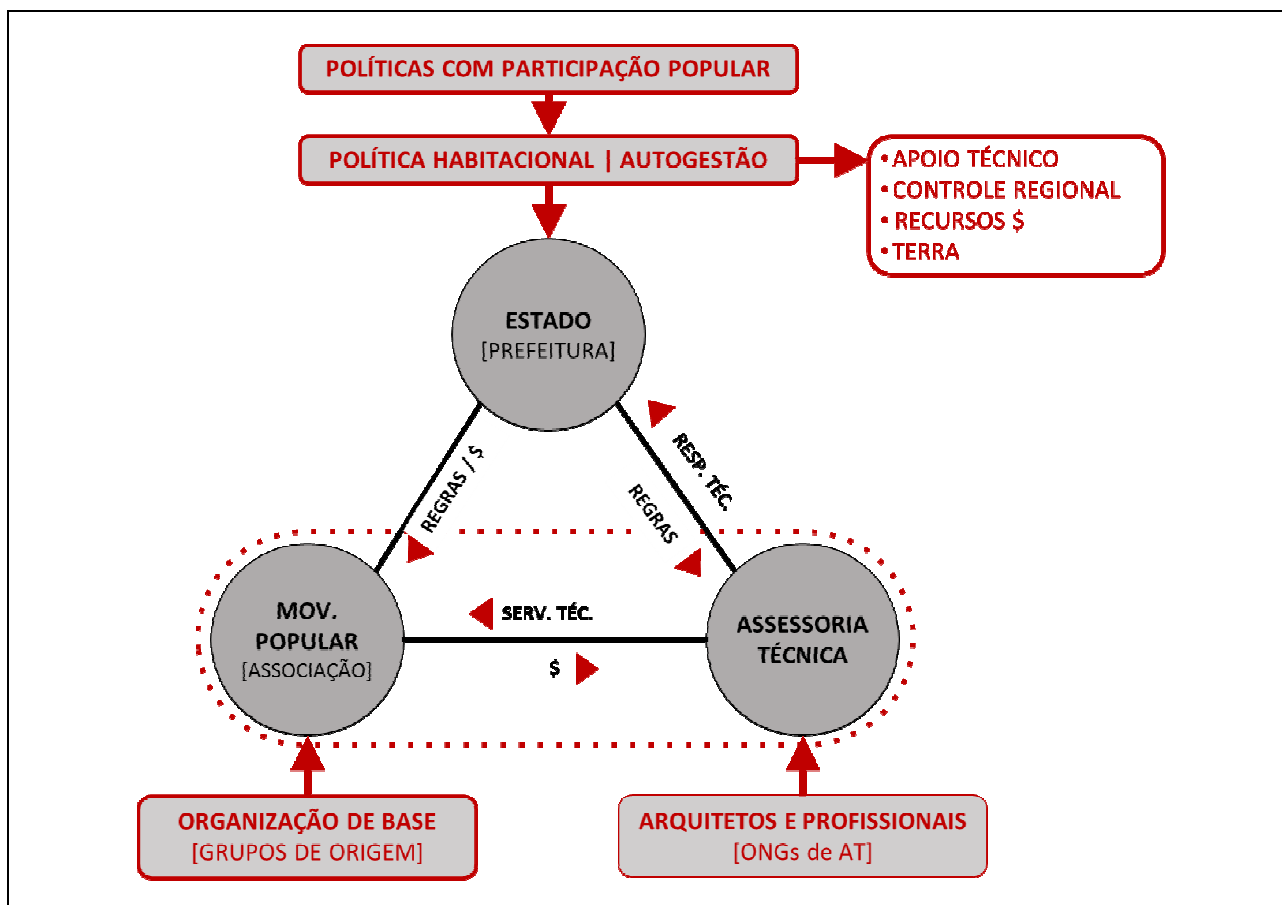 POLÍTICAS COM PARTICIPAÇÃO POPULAR
POLÍTICA HABITACIONAL | AUTOGESTÃO
• APOIO TÉCNICO
• CONTROLE REGIONAL
• RECURSOS $
• TERRA
ESTADO
[PREFEITURA]
REGRAS / $
RESP. TÉC.
REGRAS
MOV.
POPULAR
[ASSOCIAÇÃO]
SERV. TÉC.
$
ASSESSORIA
TÉCNICA
ORGANIZAÇÃO DE BASE
[GRUPOS DE ORIGEM]
ARQUITETOS E PROFISSIONAIS
[ONGs de AT]